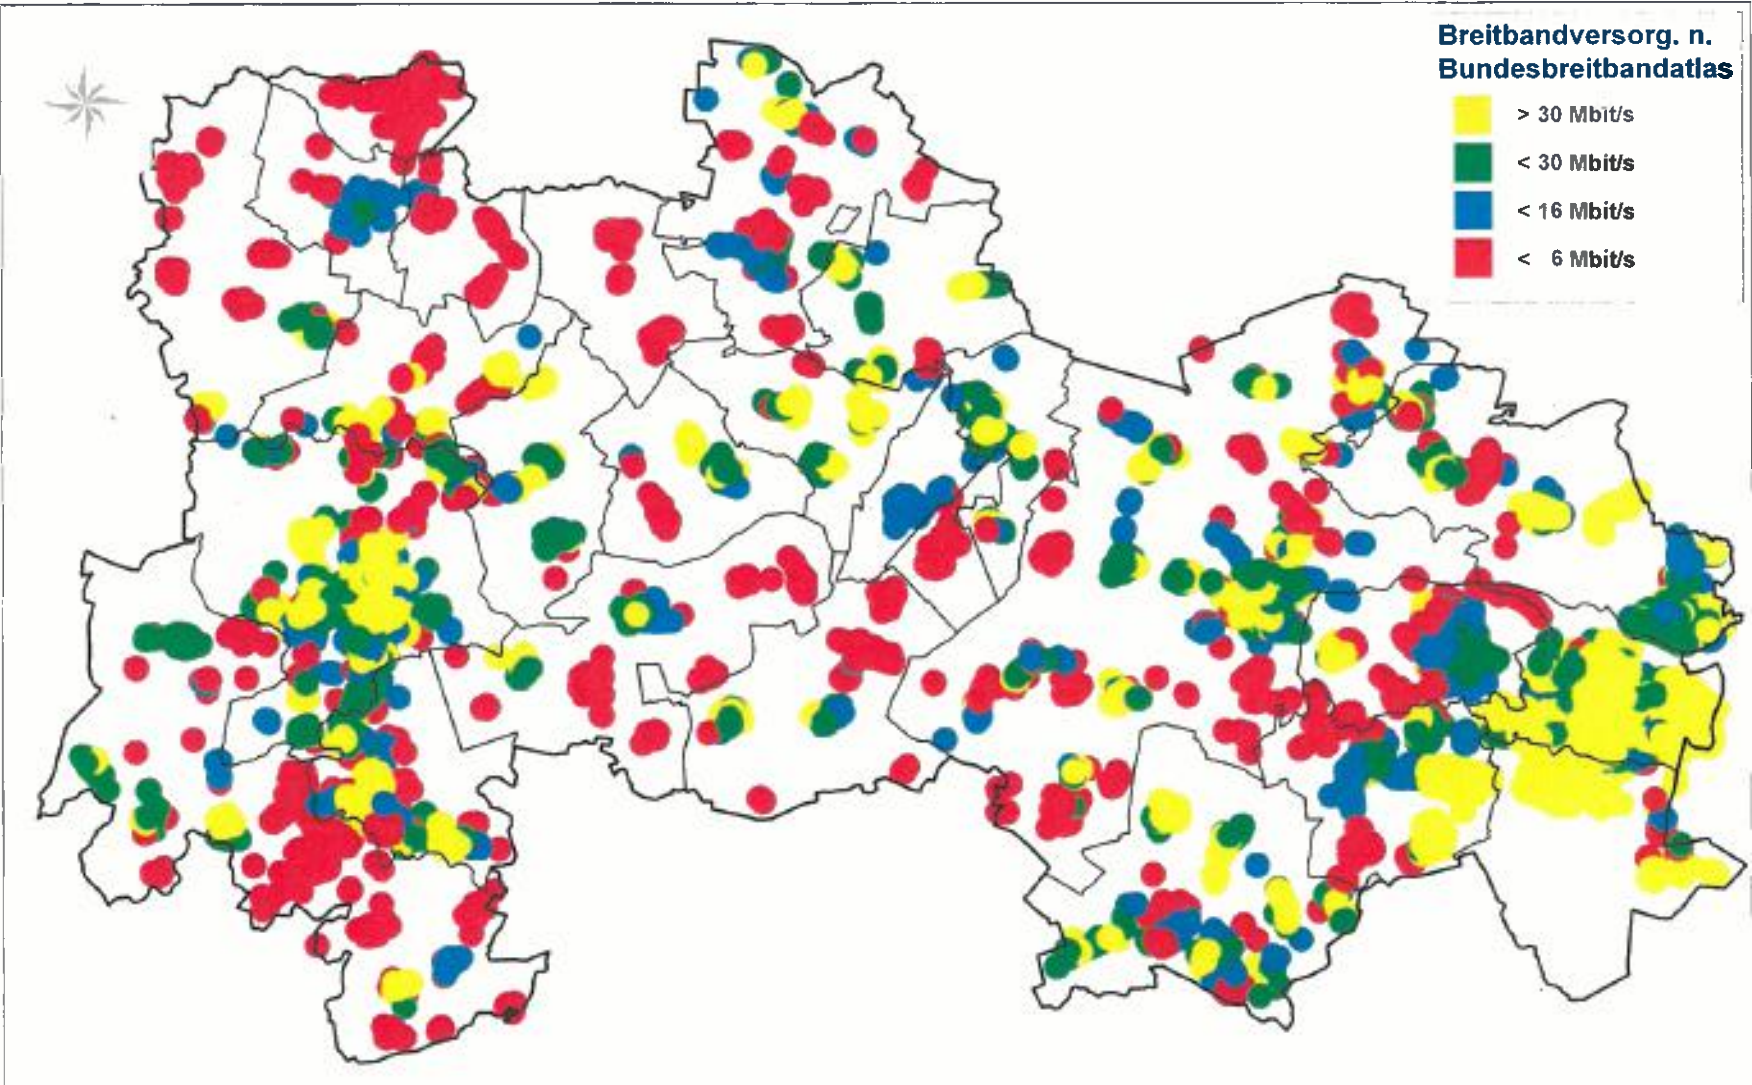 Breitbandversorg. n.
Bundesbreitbandatlas
> 30 Mbit/s
< 30 Mbit/s
< 16 Mbit/s
< 6 Mbit/s